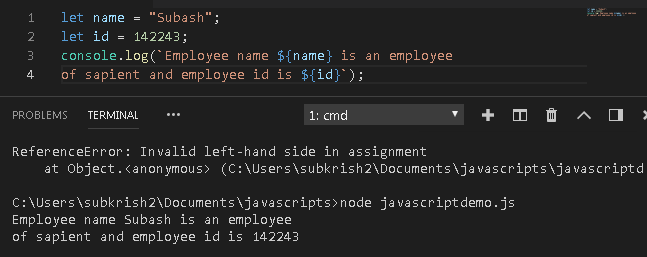 1 let name = "Subash";
2 let id = 142243;
3 console.log(`Employee name ${name} is an employee
4 of sapient and employee id is ${id}`);
PROBLEMS TERMINAL ••• 1: cmd
ReferenceError: Invalid left-hand side in assignment
at Object.<anonymous> (C:\Users\subkrish2\Documents\javascripts\javascriptd
C:\Users\subkrish2\Documents\javascripts>node javascriptdemo.js
Employee name Subash is an employee
of sapient and employee id is 142243